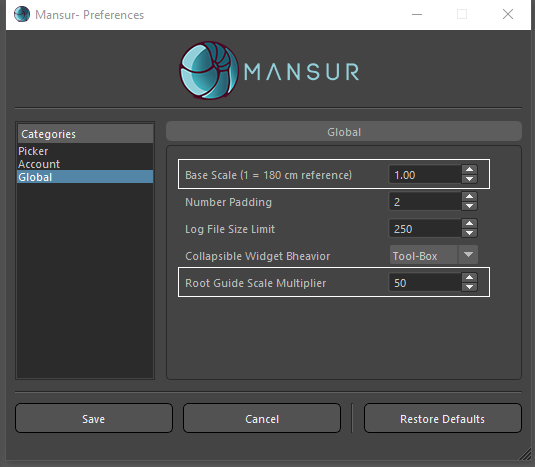 Mansur- Preferences
MANSUR
Categories
Picker
Account
Global
Global
Base Scale (1 = 180 cm reference) 1.00
Number Padding 2
Log File Size Limit 250
Collapsible Widget Bheavior Tool-Box
Root Guide Scale Multiplier 50
Save Cancel Restore Defaults